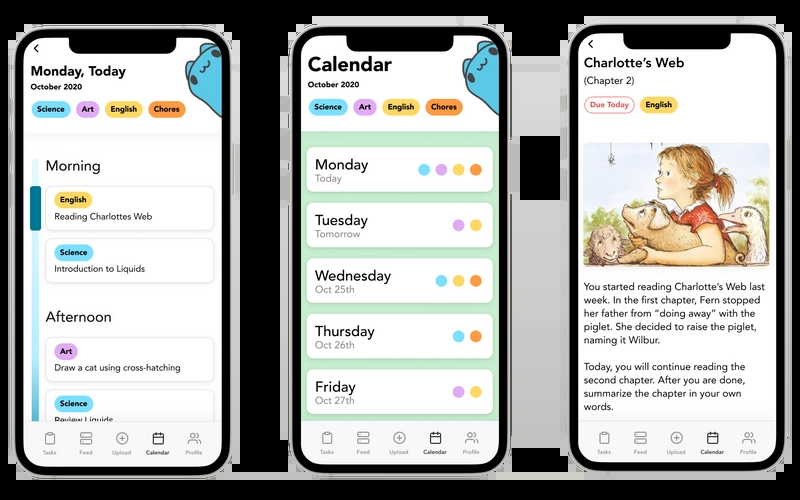 Monday, Today
October 2020
Science Art English Chores
Morning
English
Reading Charlottes Web
Science
Introduction to Liquids
Afternoon
Art
Draw a cat using cross-hatching
Science
Review Liquids
Tasks Feed Upload Calendar Profile
Calendar
October 2020
Science Art English Chores
Monday
Today
Tuesday
Tomorrow
Wednesday
Oct 25th
Thursday
Oct 26th
Friday
Oct 27th
Tasks Feed Upload Calendar Profile
Charlotte's Web
(Chapter 2)
Due Today English
You started reading Charlotte's Web last
week. In the first chapter, Fern stopped
her father from "doing away" with the
piglet. She decided to raise the piglet,
naming it Wilbur.
Today, you will continue reading the
second chapter. After you are done,
summarize the chapter in your own
words.
Tasks Feed Upload Calendar Profile